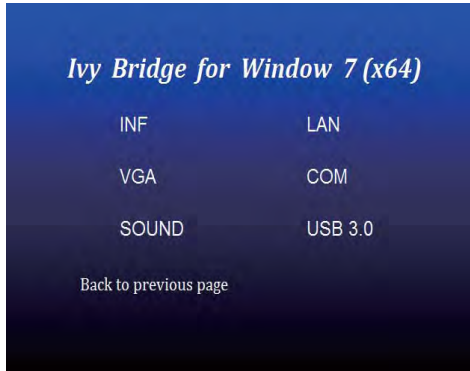 Ivy Bridge for Window 7 (x64)
INF LAN
VGA COM
SOUND USB 3.0
Back to previous page